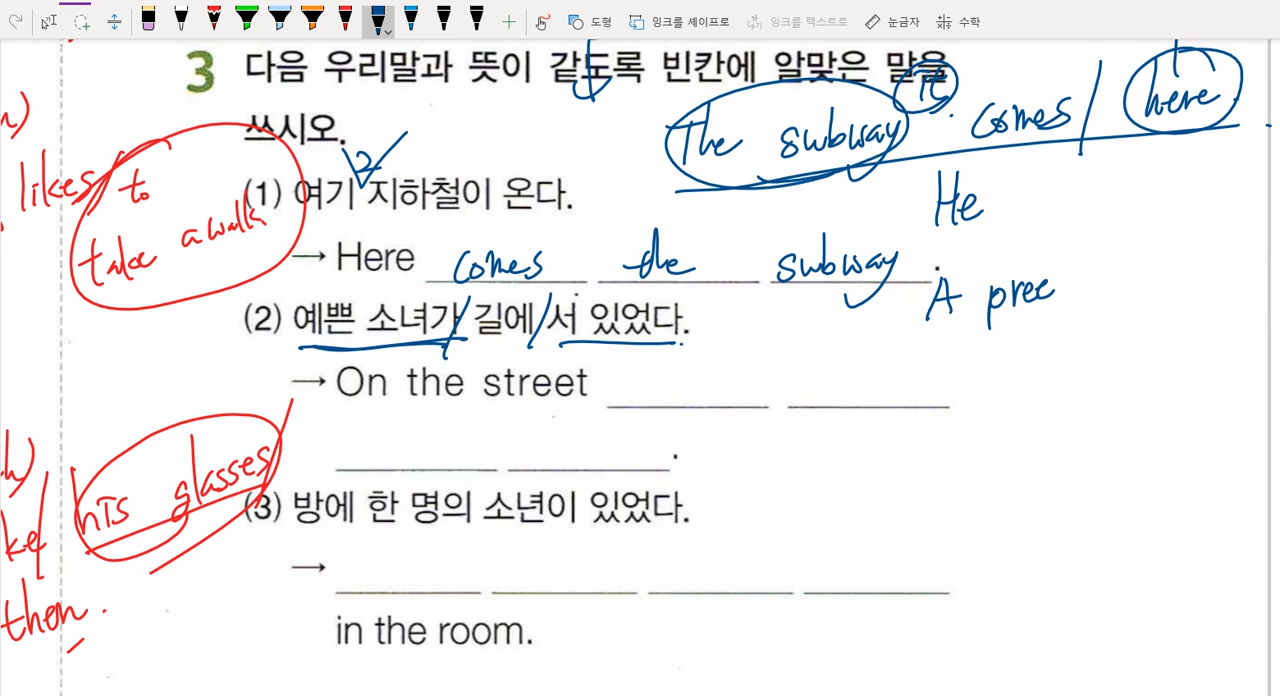 도형 잉크를 셰이프로 잉크를 텍스트로 눈금자 수학
3 다음 우리말과 뜻이 같도록 빈칸에 알맞은 말을
쓰시오.
The subway it comes / here.
likes to
take a walk
(1) 여기 지하철이 온다.
2
He
→ Here comes the subway.
A pree
(2) 예쁜 소녀가 / 길에 / 서 있었다.
→ On the street
.
his glasses
(3) 방에 한 명의 소년이 있었다.
→
then.
in the room.